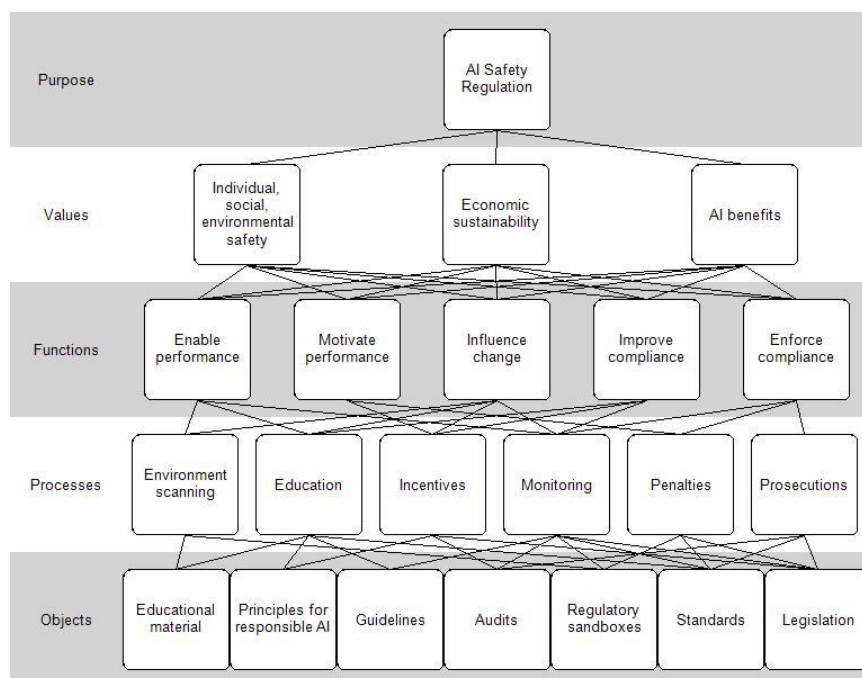 Purpose
AI Safety
Regulation
Values
Individual,
social,
environmental
safety
Economic
sustainability
AI benefits
Functions
Enable
performance
Motivate
performance
Influence
change
Improve
compliance
Enforce
compliance
Processes
Environment
scanning
Education
Incentives
Monitoring
Penalties
Prosecutions
Objects
Educational
material
Principles for
responsible AI
Guidelines
Audits
Regulatory
sandboxes
Standards
Legislation